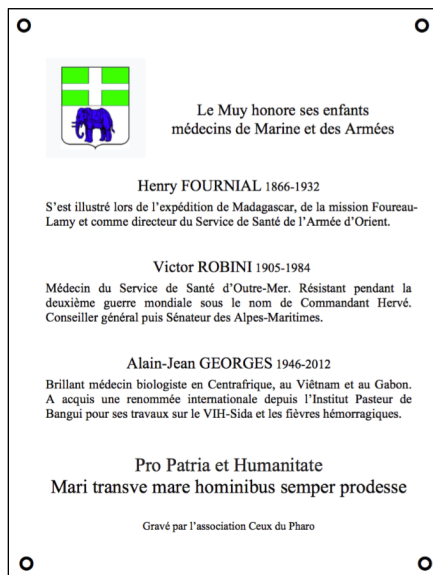 Le Muy honore ses enfants
médecins de Marine et des Armées
Henry FOURNIAL 1866-1932
S'est illustré lors de l'expédition de Madagascar, de la mission Foureau-
Lamy et comme directeur du Service de Santé de l'Armée d'Orient.
Victor ROBINI 1905-1984
Médecin du Service de Santé d'Outre-Mer. Résistant pendant la
deuxième guerre mondiale sous le nom de Commandant Hervé.
Conseiller général puis Sénateur des Alpes-Maritimes.
Alain-Jean GEORGES 1946-2012
Brillant médecin biologiste en Centrafrique, au Viêtnam et au Gabon.
A acquis une renommée internationale depuis l'Institut Pasteur de
Bangui pour ses travaux sur le VIH-Sida et les fièvres hémorragiques.
Pro Patria et Humanitate
Mari transve mare hominibus semper prodesse
Gravé par l'association Ceux du Pharo